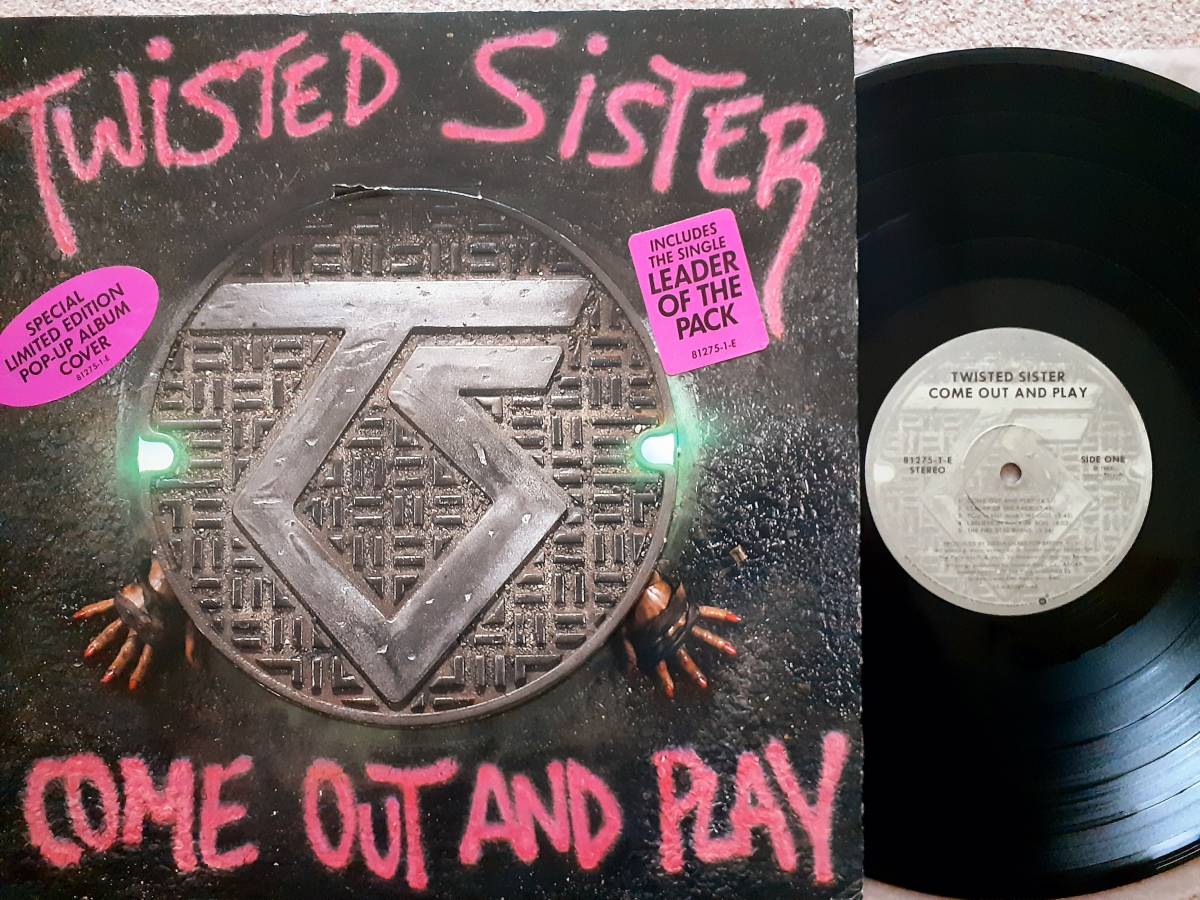 TWiSTED SiSTER
SPECIAL
LIMITED EDITION
POP-UP ALBUM
COVER
81275-1-E
INCLUDES
THE SINGLE
LEADER
OF THE
PACK
81275-1-E
TS
COME OUT AND PLAY
TWISTED SISTER
COME OUT AND PLAY
81275-1-E
STEREO
SIDE ONE